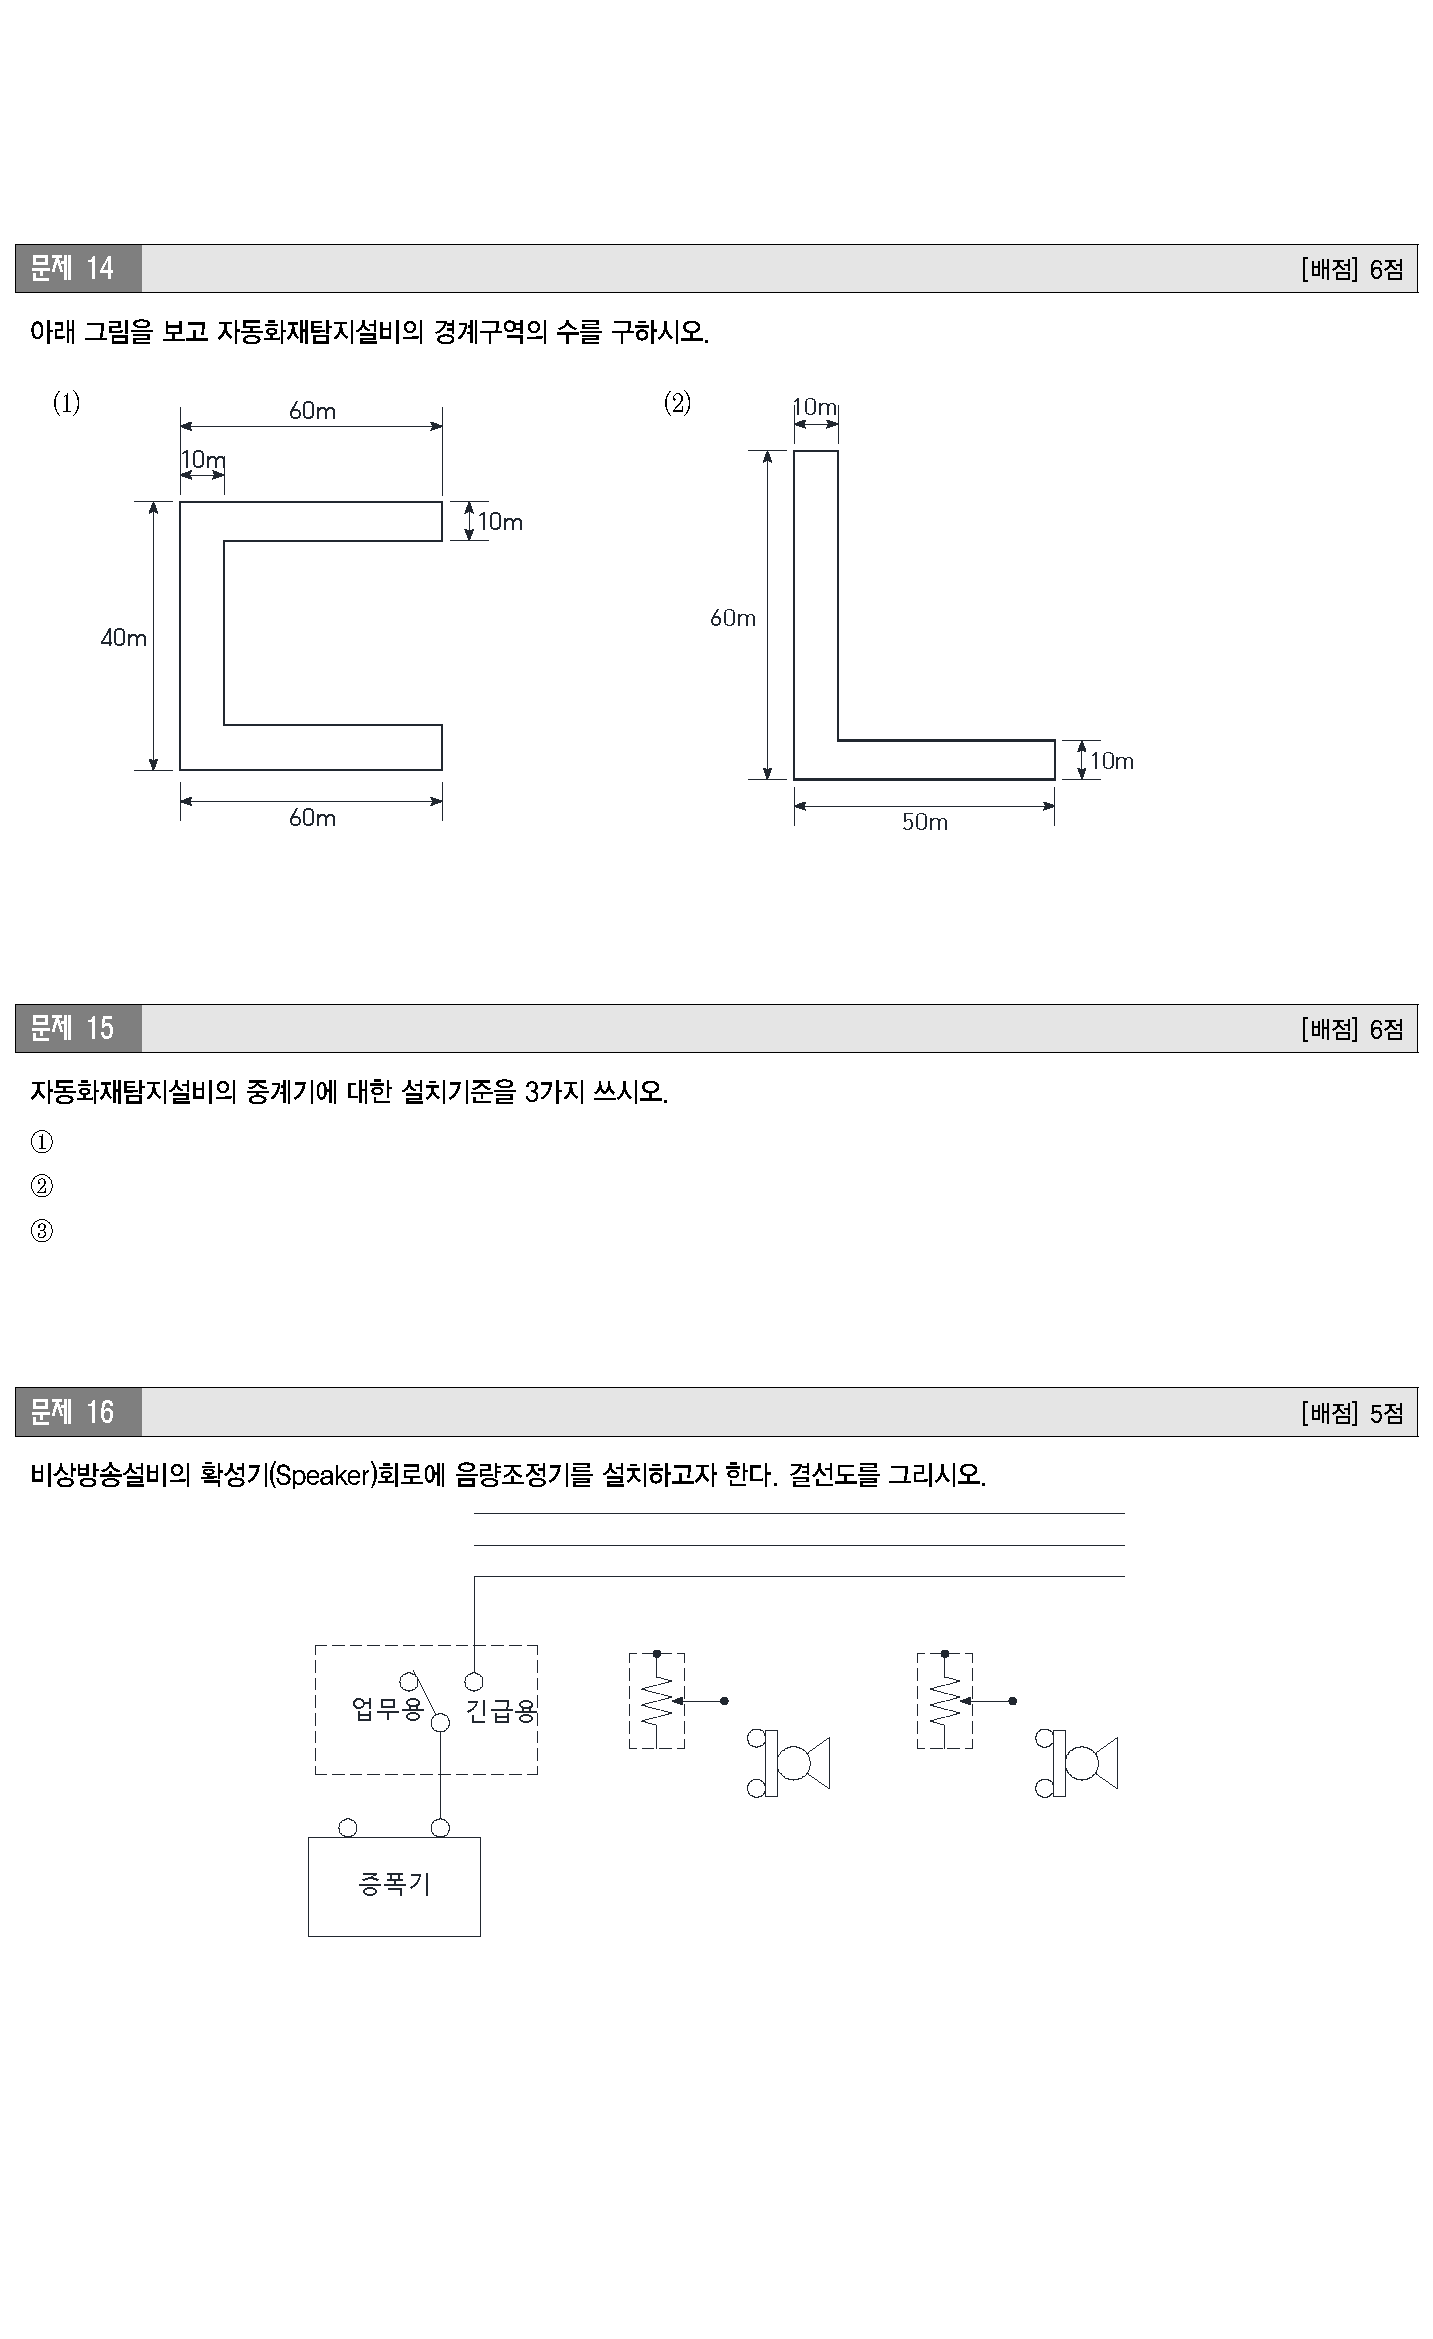 문제 14 [배점] 6점
아래 그림을 보고 자동화재탐지설비의 경계구역의 수를 구하시오.
(1)
60m
10m
10m
40m
60m
(2)
10m
60m
10m
50m
문제 15 [배점] 6점
자동화재탐지설비의 중계기에 대한 설치기준을 3가지 쓰시오.
①
②
③
문제 16 [배점] 5점
비상방송설비의 확성기(Speaker)회로에 음량조정기를 설치하고자 한다. 결선도를 그리시오.
업무용 긴급용
증폭기